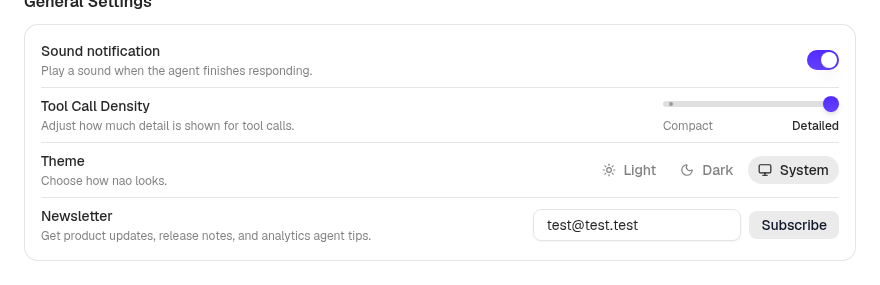 General Settings
Sound notification
Play a sound when the agent finishes responding.
Tool Call Density
Adjust how much detail is shown for tool calls.
Compact Detailed
Theme
Choose how nao looks.
Light Dark System
Newsletter
Get product updates, release notes, and analytics agent tips.
test@test.test Subscribe